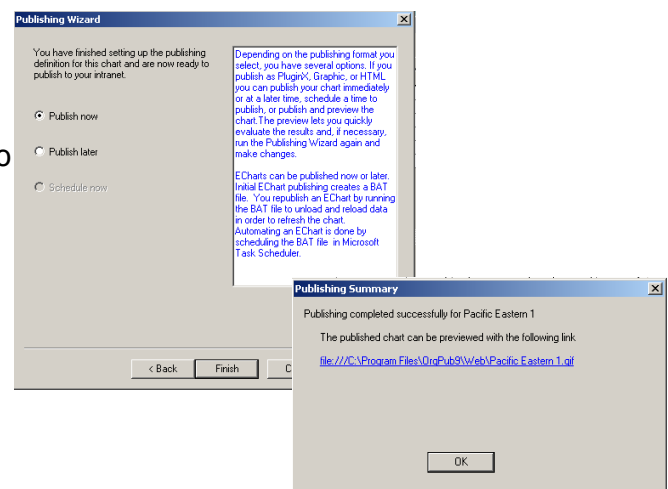 Publishing Wizard
You have finished setting up the publishing
definition for this chart and are now ready to
publish to your intranet.
Publish now
Publish later
Schedule now
Depending on the publishing format you
select, you have several options. If you
publish as PluginX, Graphic, or HTML
you can publish your chart immediately
or at a later time, schedule a time to
publish, or publish and preview the
chart.The preview lets you quickly
evaluate the results and, if necessary,
run the Publishing Wizard again and
make changes.
ECharts can be published now or later.
Initial EChart publishing creates a BAT
file. You republish an EChart by running
the BAT file to unload and reload data
in order to refresh the chart.
Automating an EChart is done by
scheduling the BAT file in Microsoft
Task Scheduler.
< Back
Finish
Publishing Summary
Publishing completed successfully for Pacific Eastern 1
The published chart can be previewed with the following link
file:///C:\Program Files\OrgPub9\Web\Pacific Eastern 1.gif
OK